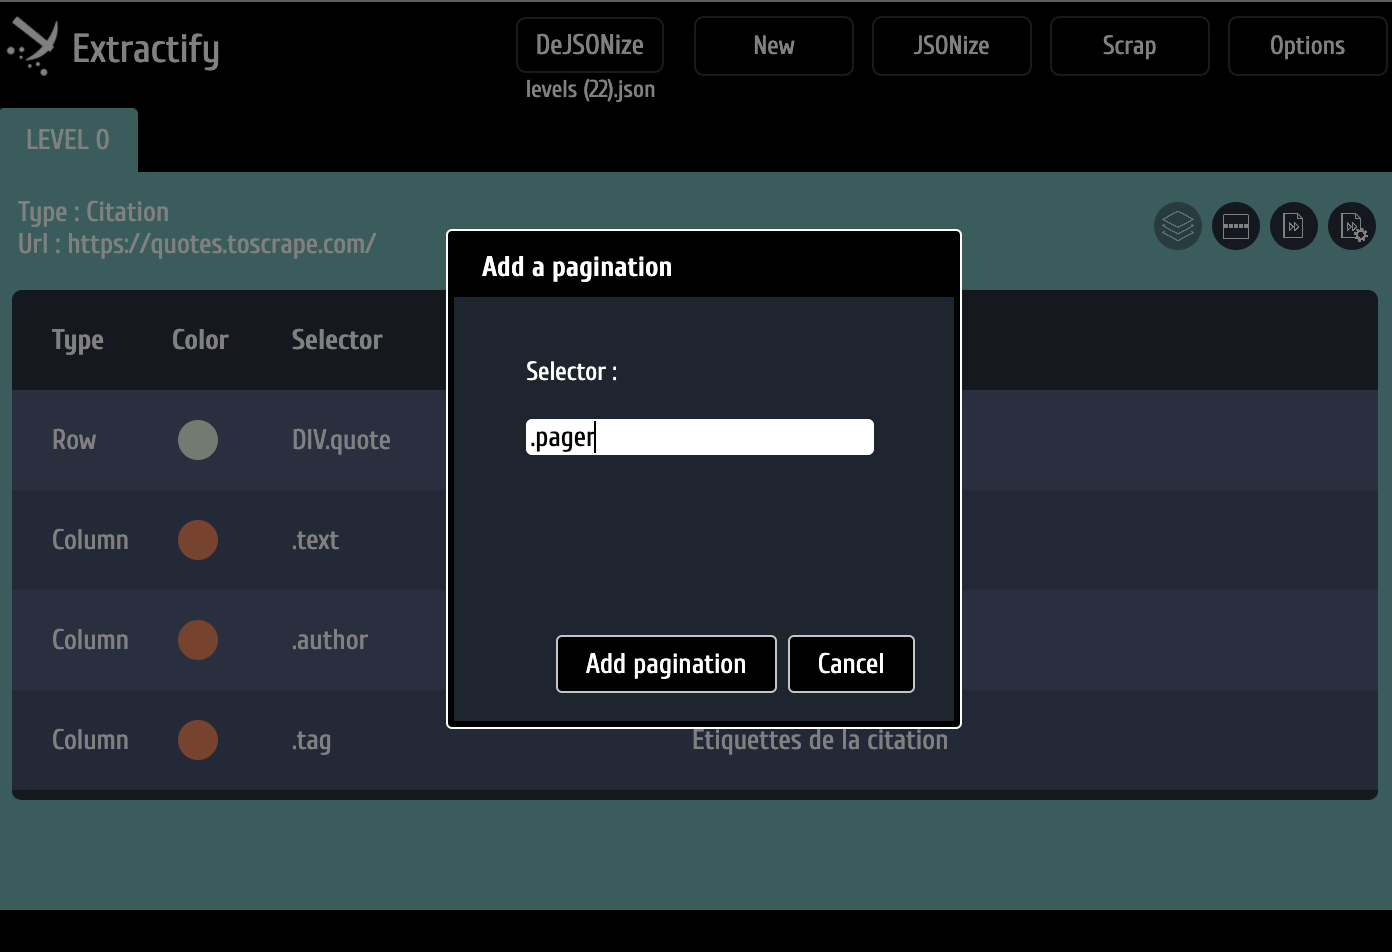 Extractify
DeJSONize
New
JSONize
Scrap
Options
levels (22).json
LEVEL 0
Type : Citation
Url : https://quotes.toscrape.com/
Add a pagination
Type
Color
Selector
Selector :
.pager
Row
DIV.quote
Column
.text
Column
.author
Add pagination
Cancel
Column
.tag
Etiquettes de la citation